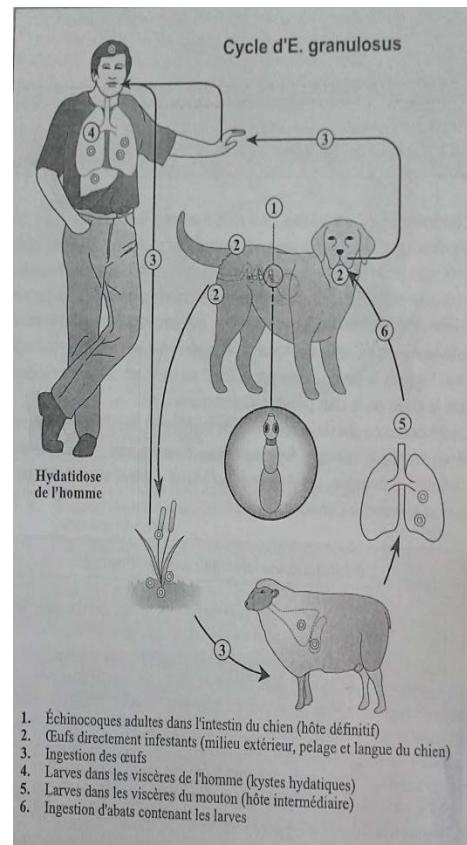 Cycle d'E. granulosus
4
3
1
2
2
2
3
6
5
Hydatidose
de l'homme
3
1. Échinocoques adultes dans l'intestin du chien (hôte définitif)
2. Œufs directement infestants (milieu extérieur, pelage et langue du chien)
3. Ingestion des œufs
4. Larves dans les viscères de l'homme (kystes hydatiques)
5. Larves dans les viscères du mouton (hôte intermédiaire)
6. Ingestion d'abats contenant les larves